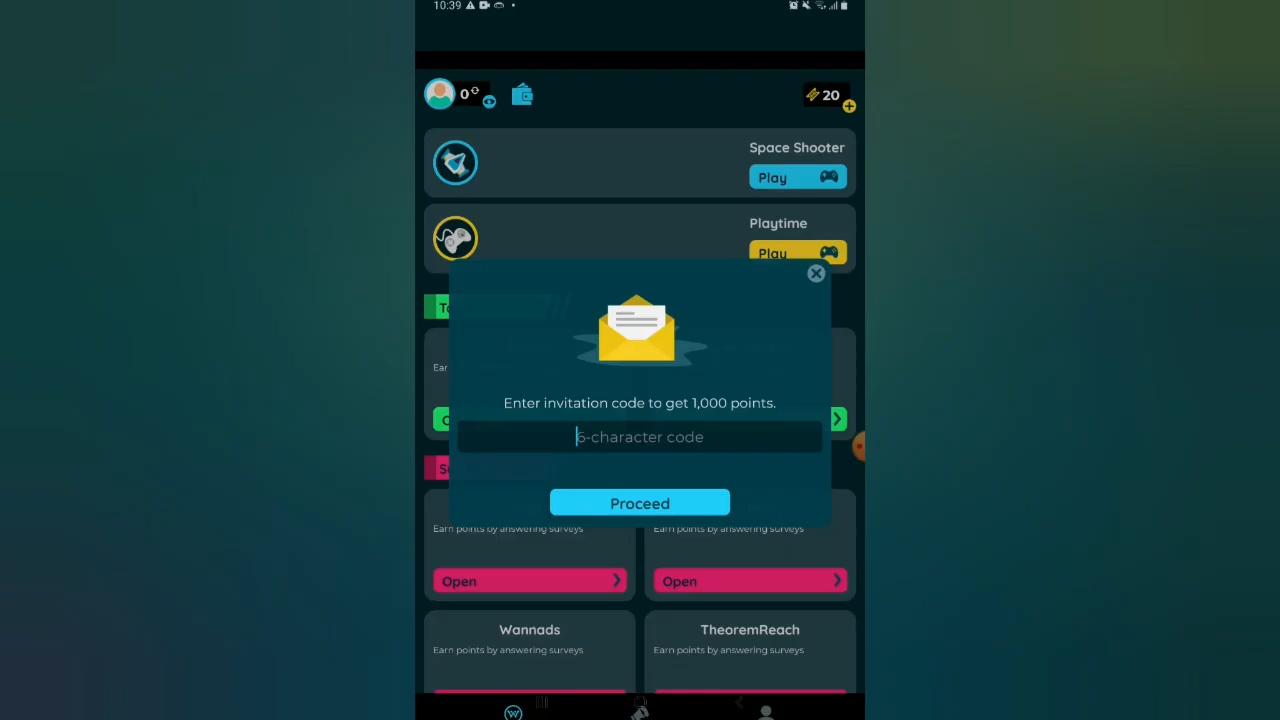 10:39
0
20
Space Shooter
Play
Playtime
Play
Enter invitation code to get 1,000 points.
6-character code
Proceed
Ear
Earn points by answering surveys
Earn points by answering surveys
Open
Open
Wannads
TheoremReach
Earn points by answering surveys
Earn points by answering surveys